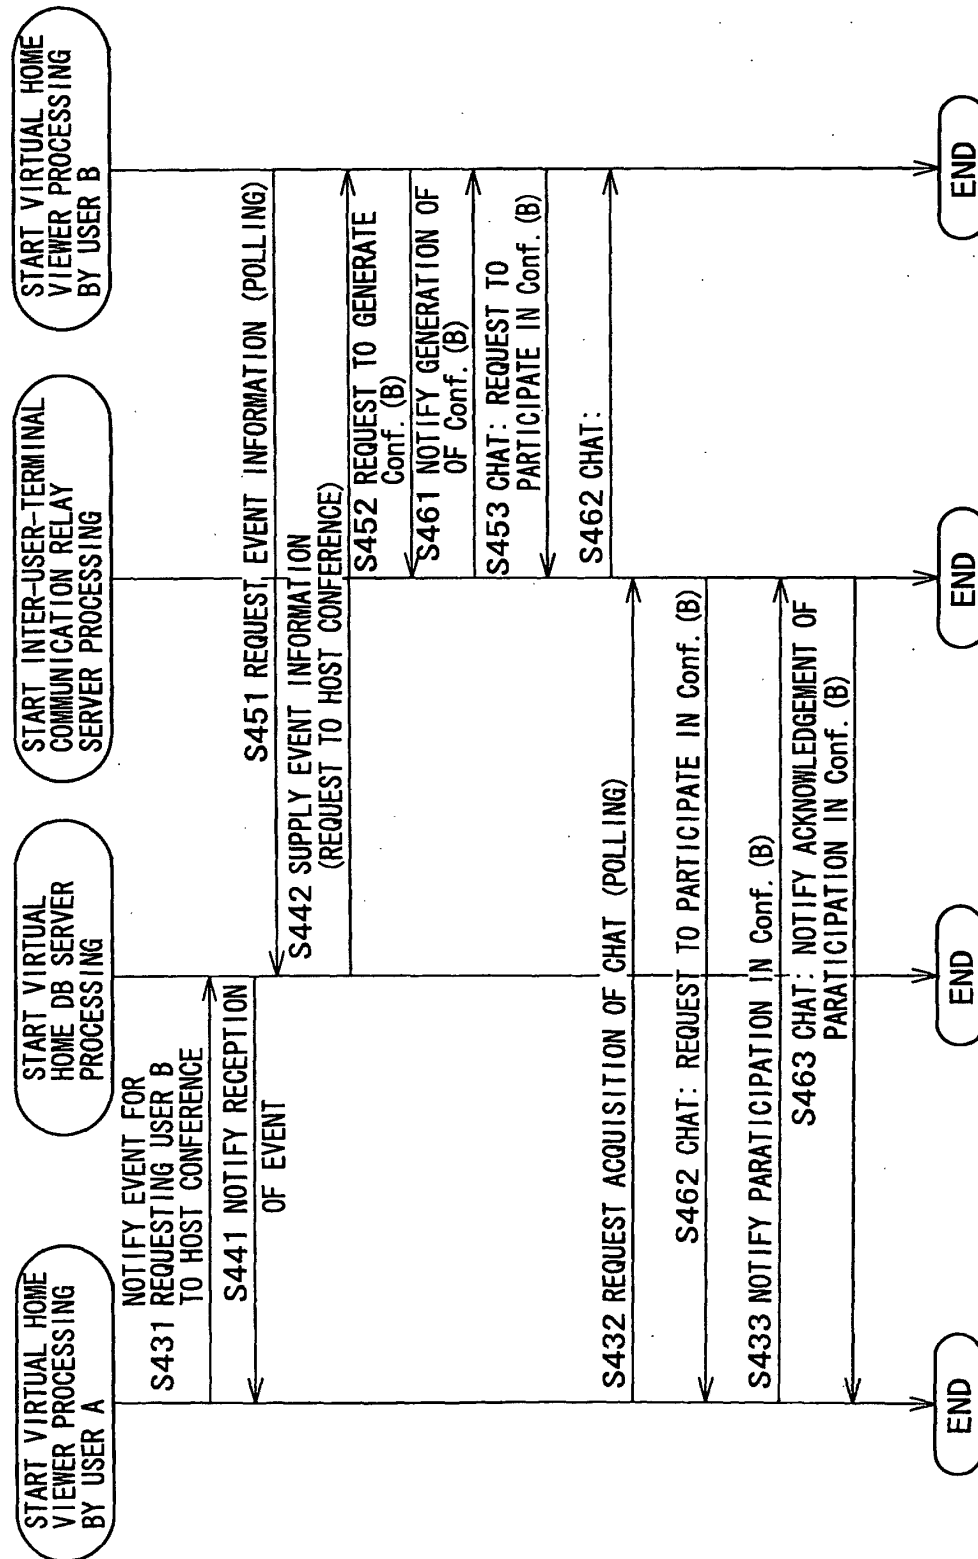 START VIRTUAL HOME
VIEWER PROCESSING
BY USER A
START VIRTUAL
HOME DB SERVER
PROCESSING
START INTER-USER-TERMINAL
COMMUNICATION RELAY
SERVER PROCESSING
START VIRTUAL HOME
VIEWER PROCESSING
BY USER B
NOTIFY EVENT FOR
S431 REQUESTING USER B
TO HOST CONFERENCE
S441 NOTIFY RECEPTION
OF EVENT
S451 REQUEST EVENT INFORMATION (POLLING)
S442 SUPPLY EVENT INFORMATION
(REQUEST TO HOST CONFERENCE)
S452 REQUEST TO GENERATE
Conf. (B)
S461 NOTIFY GENERATION OF
OF Conf. (B)
S453 CHAT: REQUEST TO
PARTICIPATE IN Conf. (B)
S462 CHAT:
S432 REQUEST ACQUISITION OF CHAT (POLLING)
S462 CHAT: REQUEST TO PARTICIPATE IN Conf. (B)
S433 NOTIFY PARATICIPATION IN Conf. (B)
S463 CHAT: NOTIFY ACKNOWLEDGEMENT OF
PARATICIPATION IN Conf. (B)
END
END
END
END